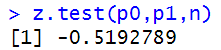 > z.test(p0,p1,n)
[1] -0.5192789